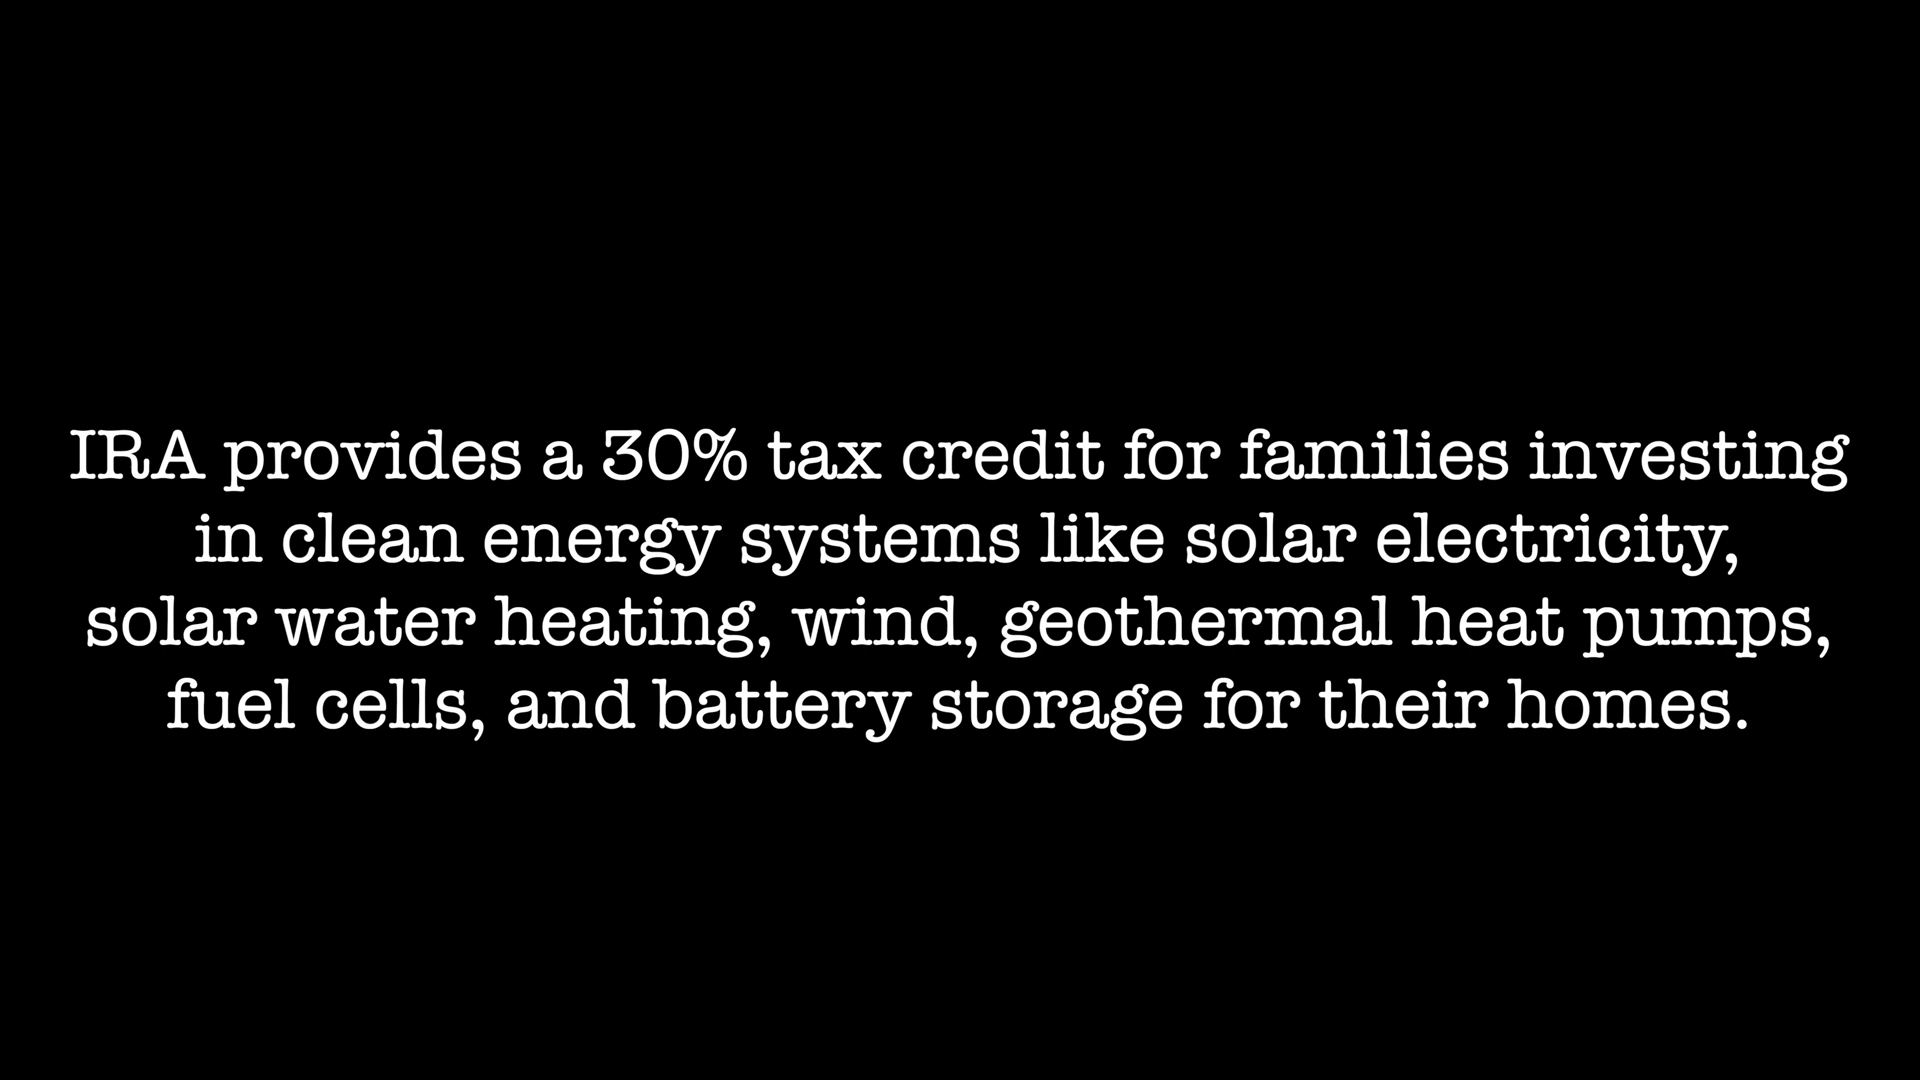 IRA provides a 30% tax credit for families investing
in clean energy systems like solar electricity,
solar water heating, wind, geothermal heat pumps,
fuel cells, and battery storage for their homes.